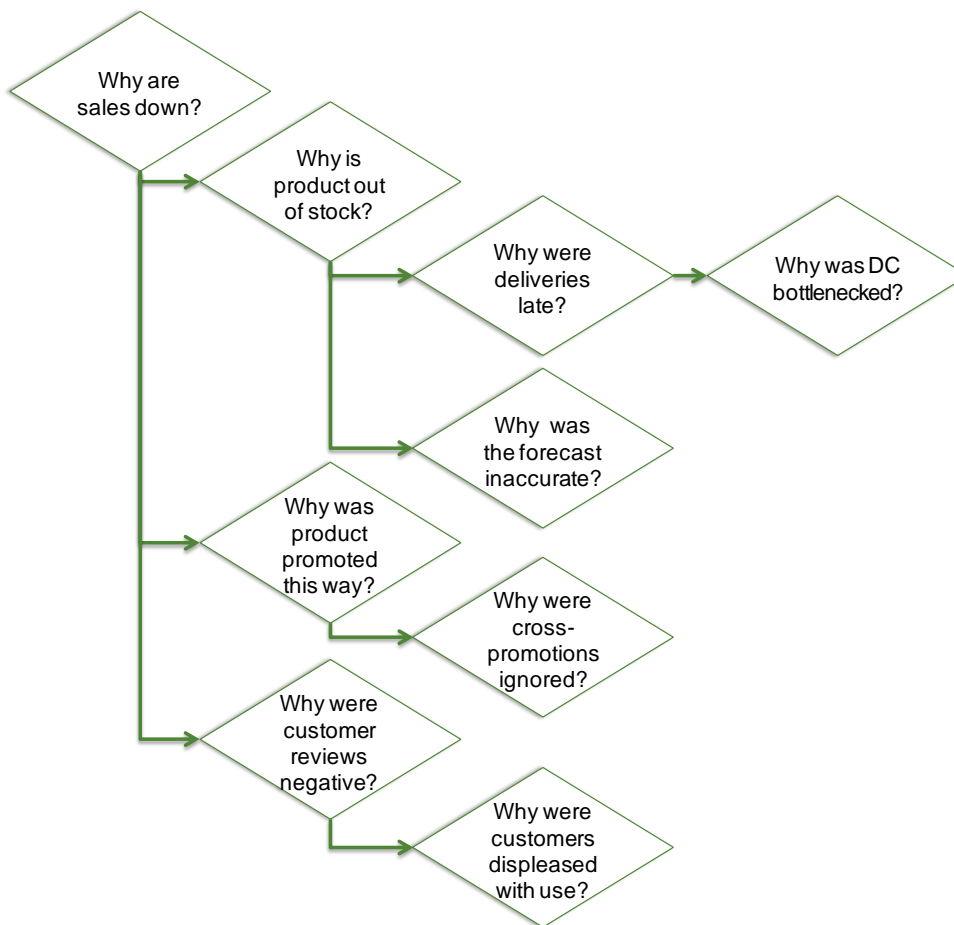 Why are
sales down?
Why is
product out
of stock?
Why were
deliveries
late?
Why was DC
bottlenecked?
Why was
the forecast
inaccurate?
Why was
product
promoted
this way?
Why were
cross-
promotions
ignored?
Why were
customer
reviews
negative?
Why were
customers
displeased
with use?